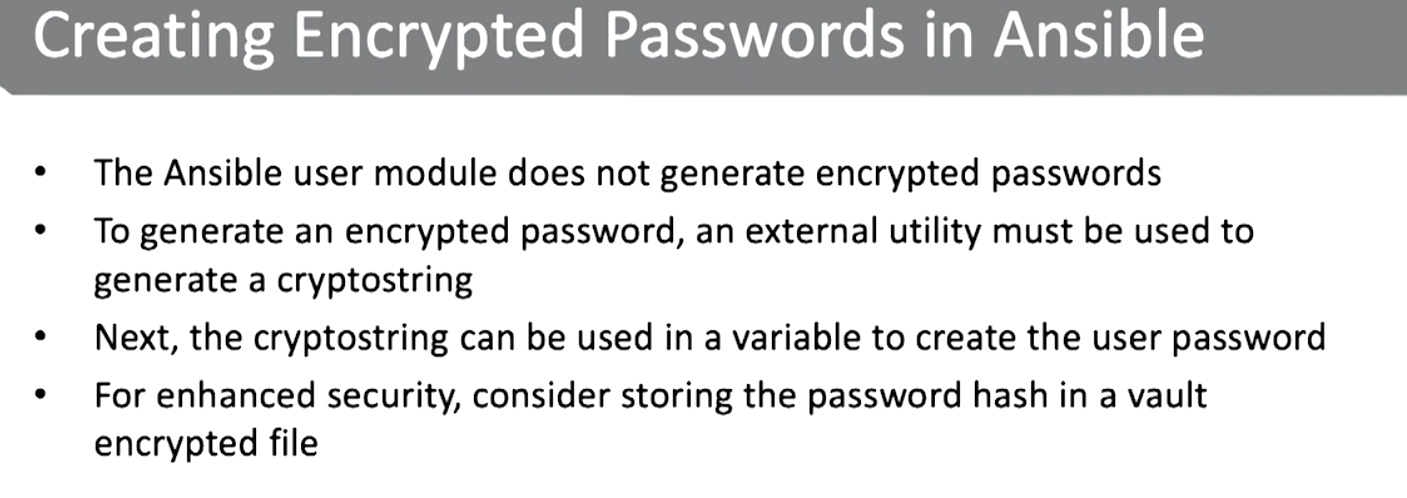 Creating Encrypted Passwords in Ansible
• The Ansible user module does not generate encrypted passwords
• To generate an encrypted password, an external utility must be used to
generate a cryptostring
• Next, the cryptostring can be used in a variable to create the user password
• For enhanced security, consider storing the password hash in a vault
encrypted file